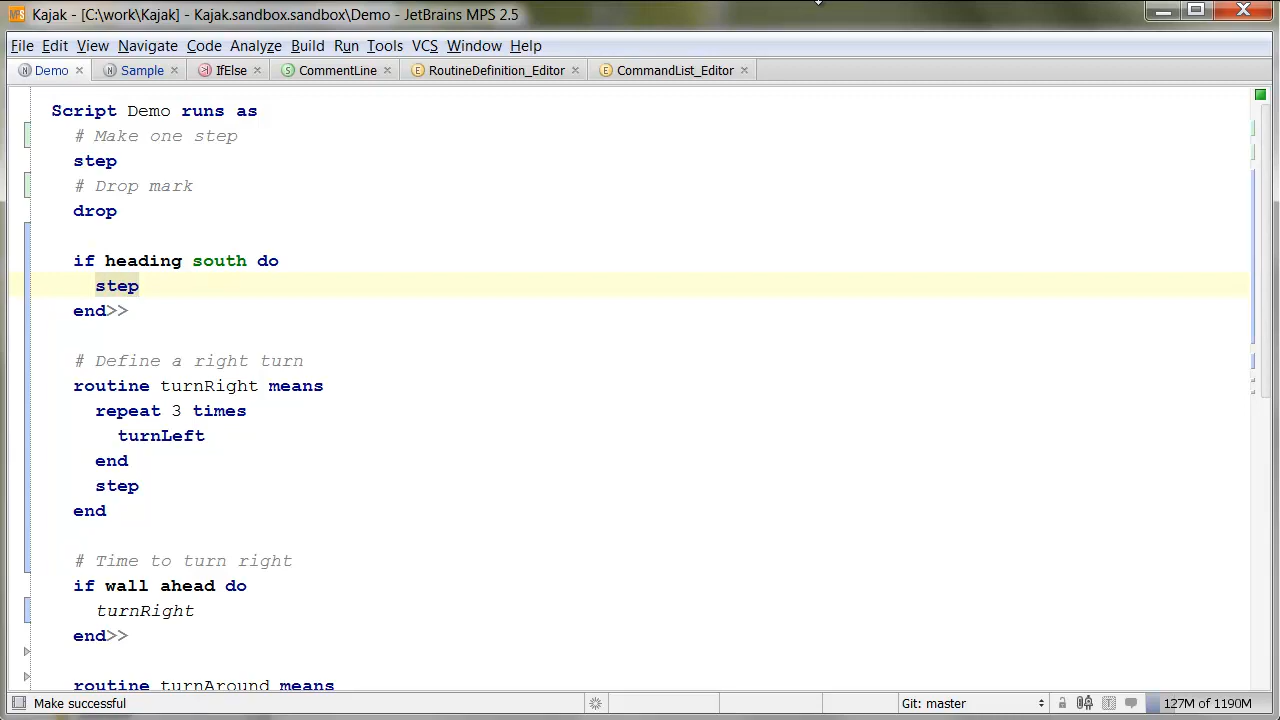 Kajak - [C:\work\Kajak] - Kajak.sandbox.sandbox\Demo - JetBrains MPS 2.5
File Edit View Navigate Code Analyze Build Run Tools VCS Window Help
Demo Sample IfElse CommentLine RoutineDefinition_Editor CommandList_Editor
Script Demo runs as
# Make one step
step
# Drop mark
drop
if heading south do
step
end>>
# Define a right turn
routine turnRight means
repeat 3 times
turnLeft
end
step
end
# Time to turn right
if wall ahead do
turnRight
end>>
routine turnAround means
Make successful Git: master 127M of 1190M